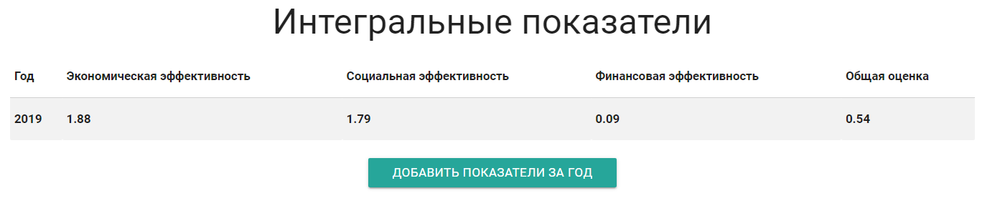 Интегральные показатели
Год Экономическая эффективность Социальная эффективность Финансовая эффективность Общая оценка
2019 1.88 1.79 0.09 0.54
ДОБАВИТЬ ПОКАЗАТЕЛИ ЗА ГОД